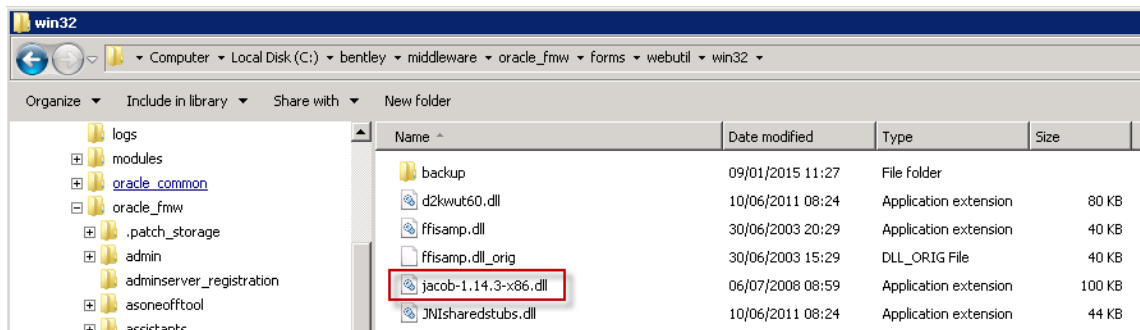 win32
Computer Local Disk (C:) bentley middleware oracle_fmw forms webutil win32
Organize Include in library Share with New folder
logs
modules
oracle_common
oracle_fmw
.patch_storage
admin
adminserver_registration
asoneofftool
assistants
Name Date modified Type Size
backup 09/01/2015 11:27 File folder
d2kwut60.dll 10/06/2011 08:24 Application extension 80 KB
ffisamp.dll 30/06/2003 20:29 Application extension 40 KB
ffisamp.dll_orig 30/06/2003 15:29 DLL_ORIG File 40 KB
jacob-1.14.3-x86.dll 06/07/2008 08:59 Application extension 100 KB
JNIsharedstubs.dll 10/06/2011 08:24 Application extension 44 KB